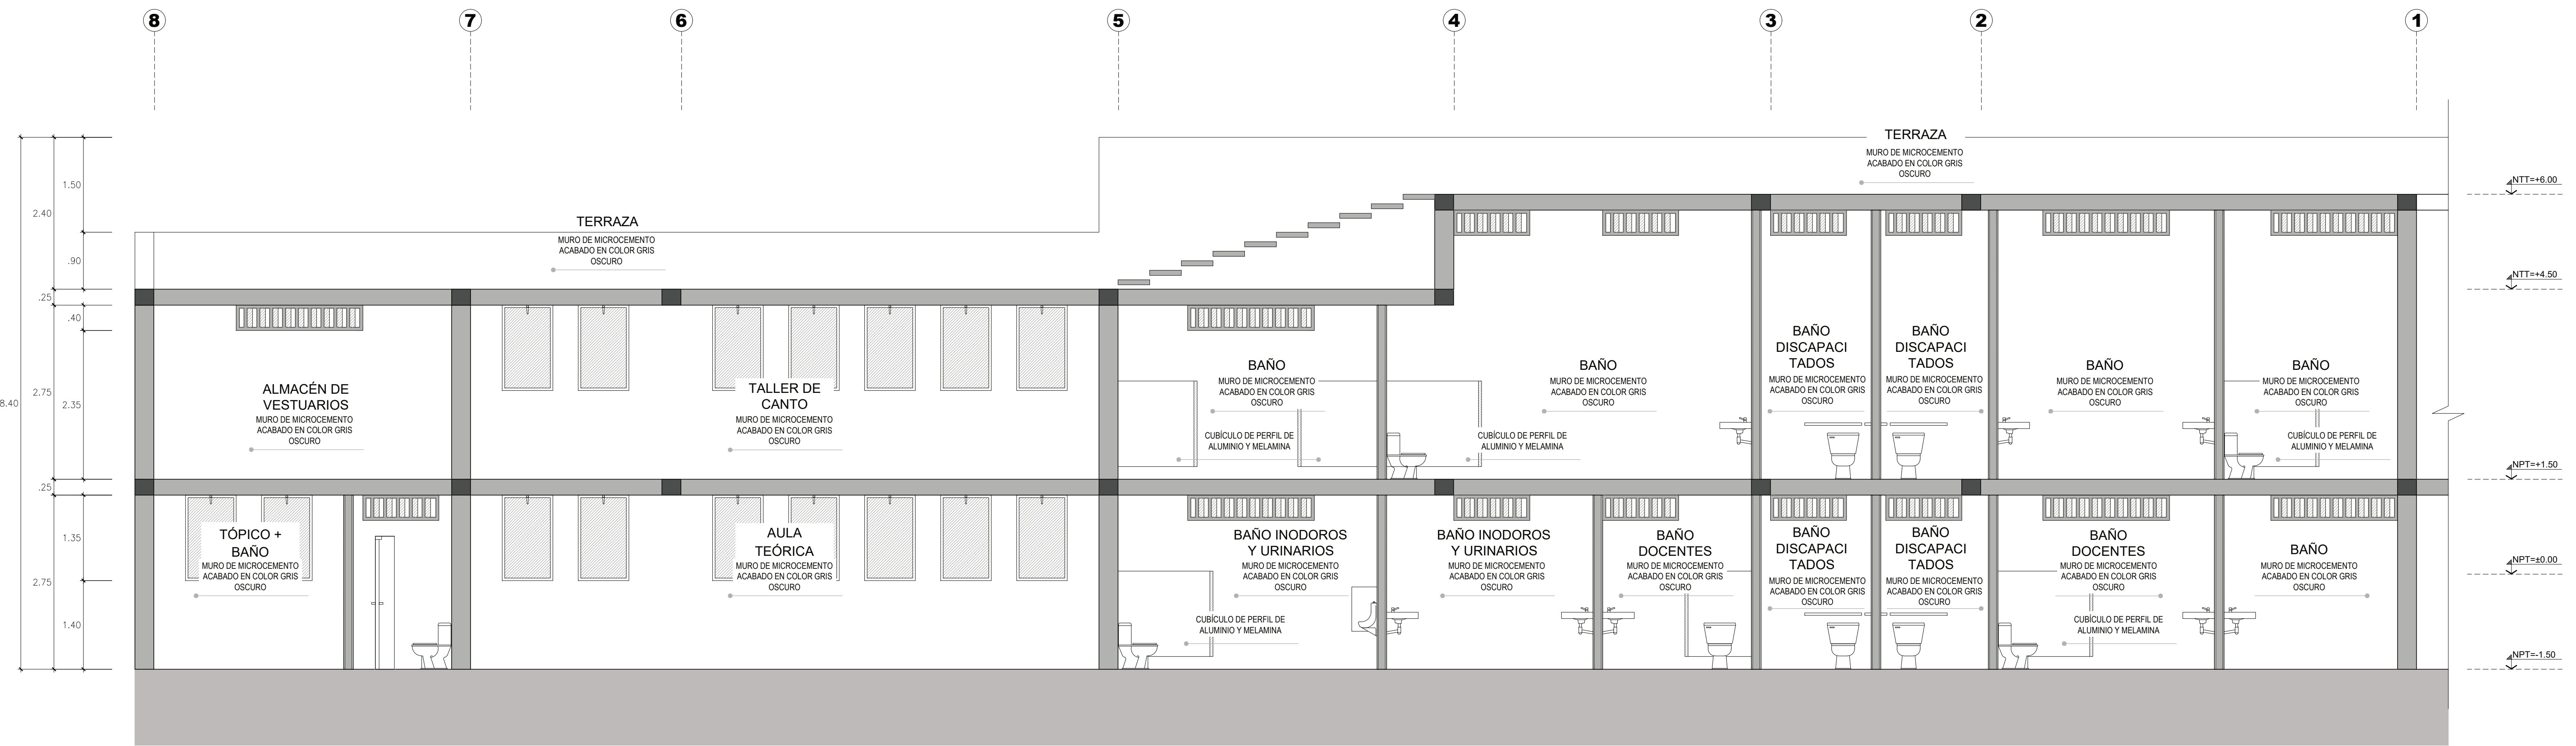 8
7
6
5
4
3
2
1
TERRAZA
MURO DE MICROCEMENTO
ACABADO EN COLOR GRIS
OSCURO
TERRAZA
MURO DE MICROCEMENTO
ACABADO EN COLOR GRIS
OSCURO
8.40
2.40
.25
2.75
.25
2.75
1.50
.90
.40
2.35
1.35
1.40
NTT=+6.00
NTT=+4.50
NPT=+1.50
NPT=±0.00
NPT=-1.50
ALMACÉN DE
VESTUARIOS
MURO DE MICROCEMENTO
ACABADO EN COLOR GRIS
OSCURO
TALLER DE
CANTO
MURO DE MICROCEMENTO
ACABADO EN COLOR GRIS
OSCURO
BAÑO
MURO DE MICROCEMENTO
ACABADO EN COLOR GRIS
OSCURO
CUBÍCULO DE PERFIL DE
ALUMINIO Y MELAMINA
BAÑO
MURO DE MICROCEMENTO
ACABADO EN COLOR GRIS
OSCURO
CUBÍCULO DE PERFIL DE
ALUMINIO Y MELAMINA
BAÑO
DISCAPACI
TADOS
MURO DE MICROCEMENTO
ACABADO EN COLOR GRIS
OSCURO
BAÑO
DISCAPACI
TADOS
MURO DE MICROCEMENTO
ACABADO EN COLOR GRIS
OSCURO
BAÑO
MURO DE MICROCEMENTO
ACABADO EN COLOR GRIS
OSCURO
BAÑO
MURO DE MICROCEMENTO
ACABADO EN COLOR GRIS
OSCURO
CUBÍCULO DE PERFIL DE
ALUMINIO Y MELAMINA
TÓPICO +
BAÑO
MURO DE MICROCEMENTO
ACABADO EN COLOR GRIS
OSCURO
AULA
TEÓRICA
MURO DE MICROCEMENTO
ACABADO EN COLOR GRIS
OSCURO
BAÑO INODOROS
Y URINARIOS
MURO DE MICROCEMENTO
ACABADO EN COLOR GRIS
OSCURO
CUBÍCULO DE PERFIL DE
ALUMINIO Y MELAMINA
BAÑO INODOROS
Y URINARIOS
MURO DE MICROCEMENTO
ACABADO EN COLOR GRIS
OSCURO
BAÑO
DOCENTES
MURO DE MICROCEMENTO
ACABADO EN COLOR GRIS
OSCURO
BAÑO
DISCAPACI
TADOS
MURO DE MICROCEMENTO
ACABADO EN COLOR GRIS
OSCURO
BAÑO
DISCAPACI
TADOS
MURO DE MICROCEMENTO
ACABADO EN COLOR GRIS
OSCURO
BAÑO
DOCENTES
MURO DE MICROCEMENTO
ACABADO EN COLOR GRIS
OSCURO
CUBÍCULO DE PERFIL DE
ALUMINIO Y MELAMINA
BAÑO
MURO DE MICROCEMENTO
ACABADO EN COLOR GRIS
OSCURO